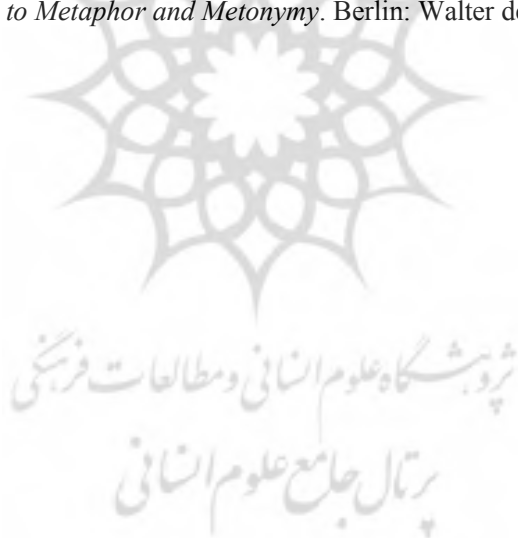 to Metaphor and Metonymy. Berlin: Walter de
پژوهشگاه علوم انسانی و مطالعات فرهنگی
پرتال جامع علوم انسانی